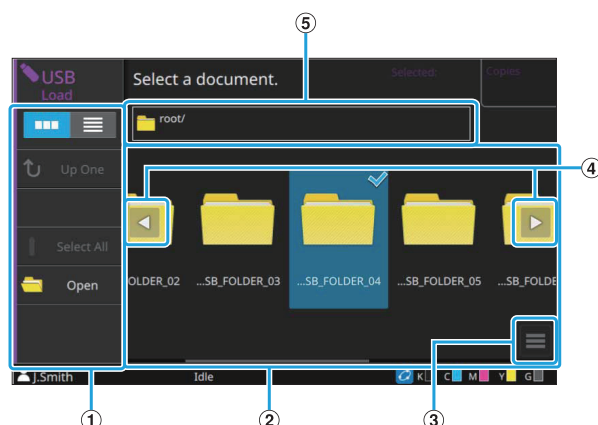 5
USB
Load
Select a document.
Selected:
Copies
root/
Up One
4
Select All
Open
OLDER_02
...SB_FOLDER_03
...SB_FOLDER_04
...SB_FOLDER_05
...SB_FOLDE
J.Smith
Idle
K
C
M
Y
G
1
2
3